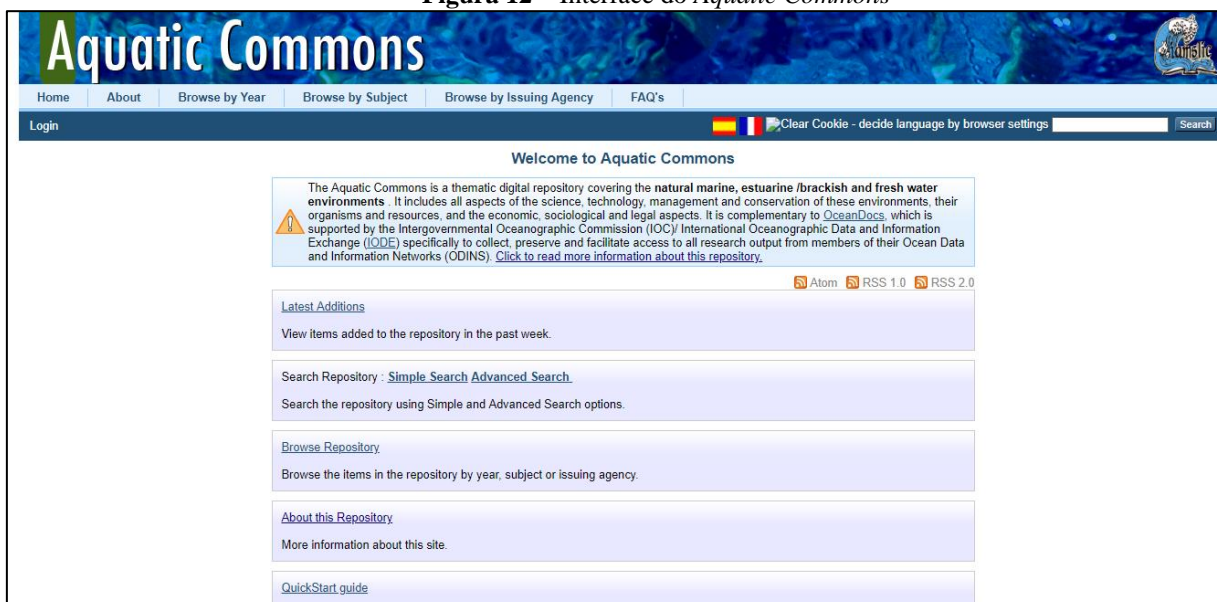 Figura 12 – Interface do Aquatic Commons
Aquatic Commons
Home About Browse by Year Browse by Subject Browse by Issuing Agency FAQ's
Login Clear Cookie - decide language by browser settings Search
Welcome to Aquatic Commons
The Aquatic Commons is a thematic digital repository covering the natural marine, estuarine /brackish and fresh water
environments . It includes all aspects of the science, technology, management and conservation of these environments, their
organisms and resources, and the economic, sociological and legal aspects. It is complementary to OceanDocs, which is
supported by the Intergovernmental Oceanographic Commission (IOC)/ International Oceanographic Data and Information
Exchange (IODE) specifically to collect, preserve and facilitate access to all research output from members of their Ocean Data
and Information Networks (ODINS). Click to read more information about this repository.
Atom RSS 1.0 RSS 2.0
Latest Additions
View items added to the repository in the past week.
Search Repository : Simple Search Advanced Search
Search the repository using Simple and Advanced Search options.
Browse Repository
Browse the items in the repository by year, subject or issuing agency.
About this Repository
More information about this site.
QuickStart guide